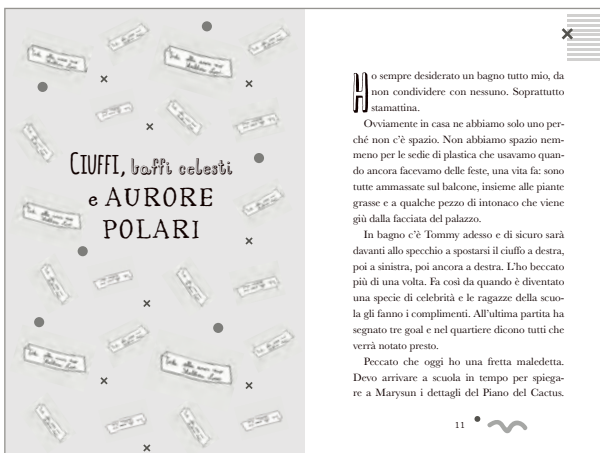 CIUFFI, baffi celesti
e AURORE
POLARI
Ho sempre desiderato un bagno tutto mio, da
non condividere con nessuno. Soprattutto
stamattina.
Ovviamente in casa ne abbiamo solo uno per-
ché non c'è spazio. Non abbiamo spazio nem-
meno per le sedie di plastica che usavamo quan-
do ancora facevamo delle feste, una vita fa: sono
tutte ammassate sul balcone, insieme alle piante
grasse e a qualche pezzo di intonaco che viene
giù dalla facciata del palazzo.
In bagno c'è Tommy adesso e di sicuro sarà
davanti allo specchio a spostarsi il ciuffo a destra,
poi a sinistra, poi ancora a destra. L'ho beccato
più di una volta. Fa così da quando è diventato
una specie di celebrità e le ragazze della scuo-
la gli fanno i complimenti. All'ultima partita ha
segnato tre goal e nel quartiere dicono tutti che
verrà notato presto.
Peccato che oggi ho una fretta maledetta.
Devo arrivare a scuola in tempo per spiega-
re a Marysun i dettagli del Piano del Cactus.
11